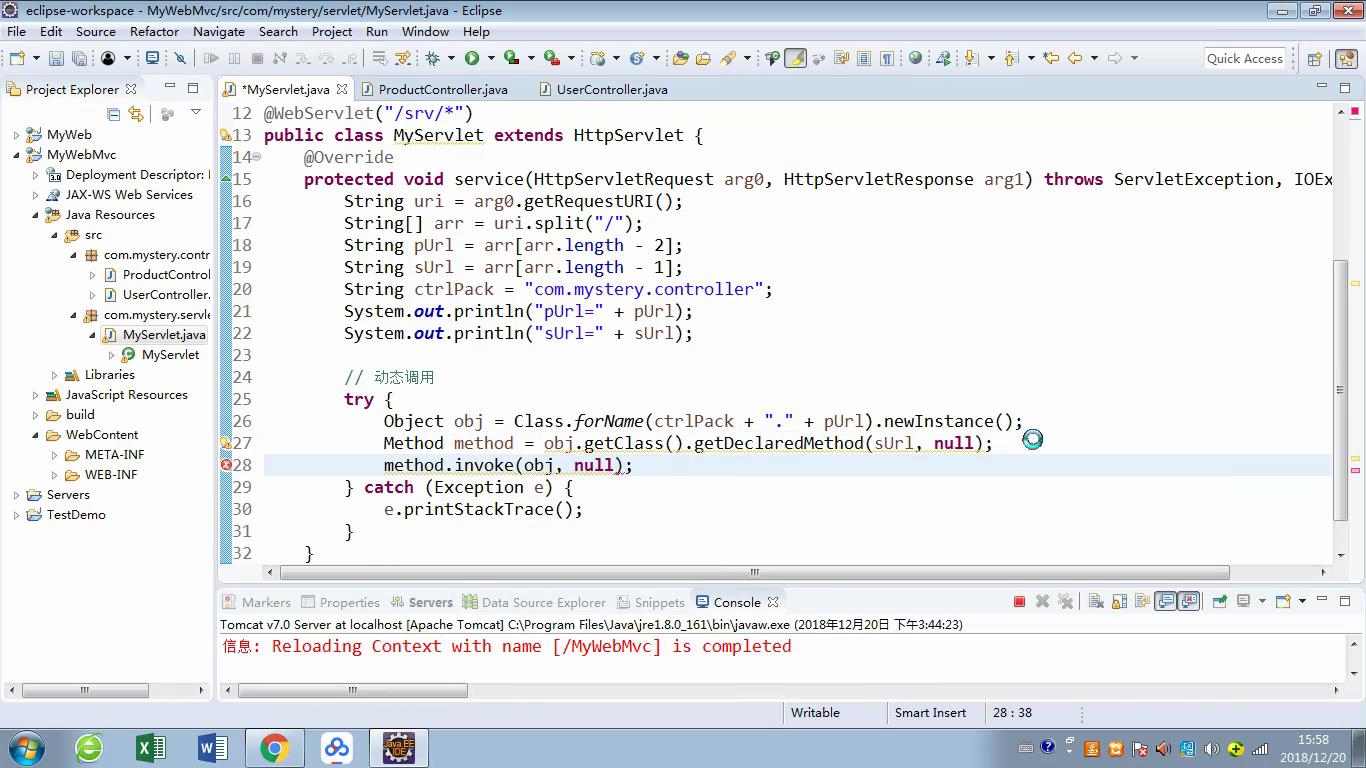 eclipse-workspace - MyWebMvc/src/com/mystery/servlet/MyServlet.java - Eclipse
File Edit Source Refactor Navigate Search Project Run Window Help
Quick Access
Project Explorer
*MyServlet.java ProductController.java UserController.java
MyWeb
MyWebMvc
Deployment Descriptor:
JAX-WS Web Services
Java Resources
src
com.mystery.contr
ProductControl
UserController.
com.mystery.servle
MyServlet.java
MyServlet
Libraries
JavaScript Resources
build
WebContent
META-INF
WEB-INF
Servers
TestDemo
12 @WebServlet("/srv/*")
13 public class MyServlet extends HttpServlet {
14 @Override
15 protected void service(HttpServletRequest arg0, HttpServletResponse arg1) throws ServletException, IOEx
16 String uri = arg0.getRequestURI();
17 String[] arr = uri.split("/");
18 String pUrl = arr[arr.length - 2];
19 String sUrl = arr[arr.length - 1];
20 String ctrlPack = "com.mystery.controller";
21 System.out.println("pUrl=" + pUrl);
22 System.out.println("sUrl=" + sUrl);
23
24 // 动态调用
25 try {
26 Object obj = Class.forName(ctrlPack + "." + pUrl).newInstance();
27 Method method = obj.getClass().getDeclaredMethod(sUrl, null);
28 method.invoke(obj, null);
29 } catch (Exception e) {
30 e.printStackTrace();
31 }
32 }
Markers Properties Servers Data Source Explorer Snippets Console
Tomcat v7.0 Server at localhost [Apache Tomcat] C:\Program Files\Java\jre1.8.0_161\bin\javaw.exe (2018年12月20日 下午3:44:23)
信息: Reloading Context with name [/MyWebMvc] is completed
Writable Smart Insert 28 : 38
15:58
2018/12/20